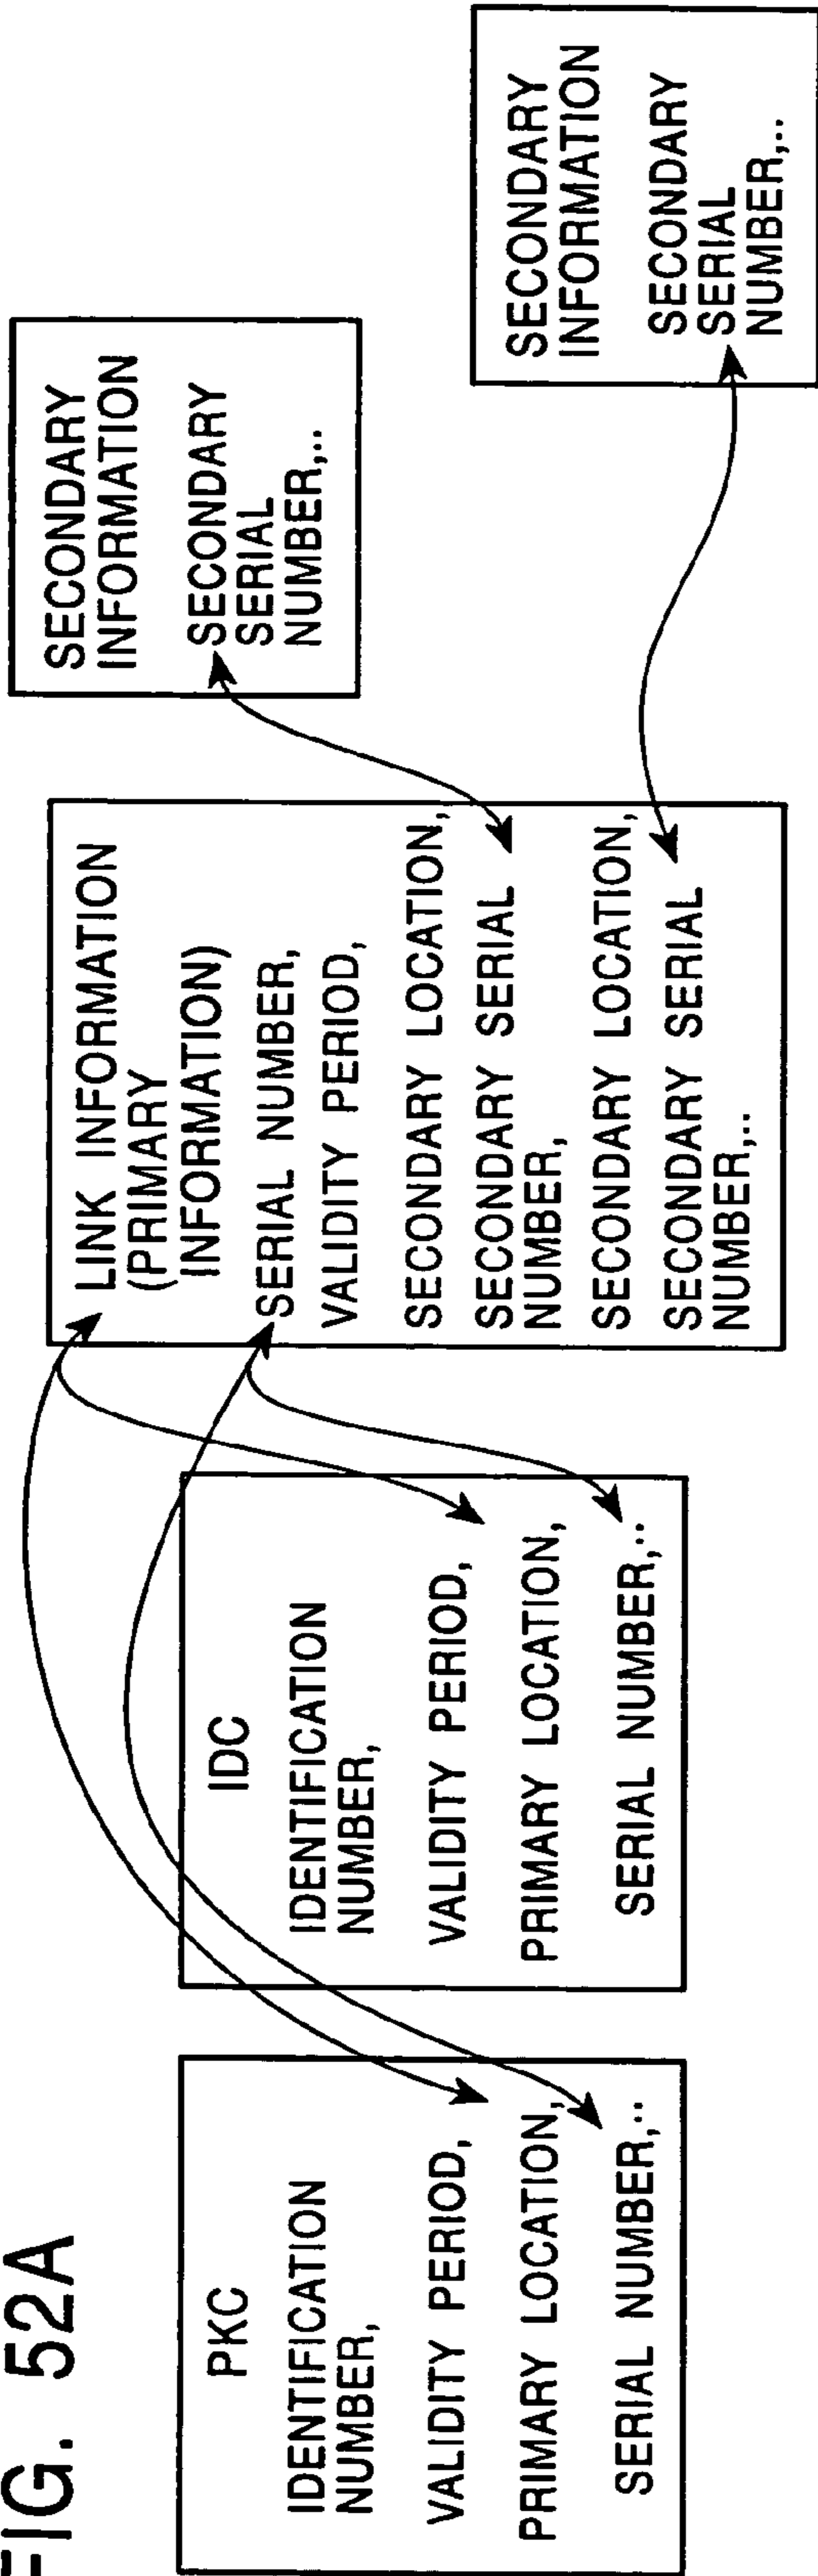 FIG. 52A
PKC
IDENTIFICATION
NUMBER,
VALIDITY PERIOD,
PRIMARY LOCATION,
SERIAL NUMBER,..
IDC
IDENTIFICATION
NUMBER,
VALIDITY PERIOD,
PRIMARY LOCATION,
SERIAL NUMBER,..
LINK INFORMATION
(PRIMARY
INFORMATION)
SERIAL NUMBER,
VALIDITY PERIOD,
SECONDARY LOCATION,
SECONDARY SERIAL
NUMBER,
SECONDARY LOCATION,
SECONDARY SERIAL
NUMBER,..
SECONDARY
INFORMATION
SECONDARY
SERIAL
NUMBER,..
SECONDARY
INFORMATION
SECONDARY
SERIAL
NUMBER,..